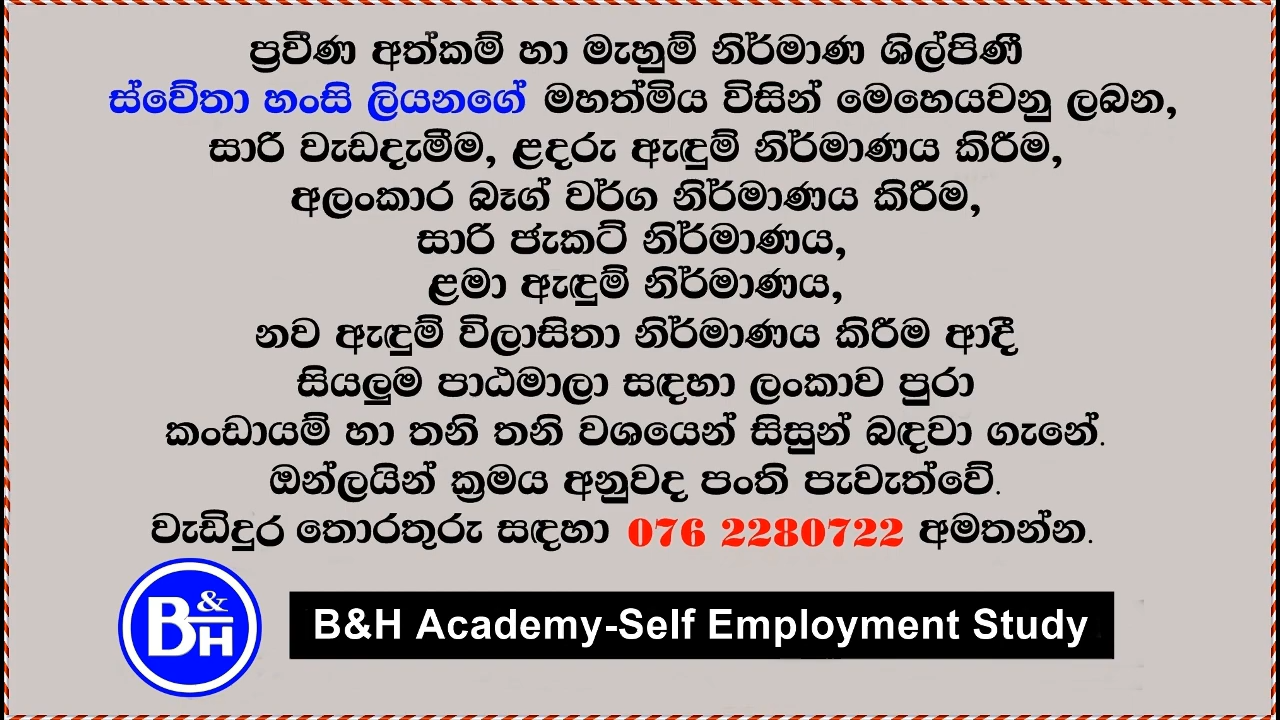 ප්‍රවීණ අත්කම් හා මැහුම් නිර්මාණ ශිල්පිණී
ස්වේතා හංසි ලියනගේ මහත්මිය විසින් මෙහෙයවනු ලබන,
සාරි වැඩදැමීම, ළදරු ඇඳුම් නිර්මාණය කිරීම,
අලංකාර බෑග් වර්ග නිර්මාණය කිරීම,
සාරි ජැකට් නිර්මාණය,
ළමා ඇඳුම් නිර්මාණය,
නව ඇඳුම් විලාසිතා නිර්මාණය කිරීම ආදී
සියලුම පාඨමාලා සඳහා ලංකාව පුරා
කංඩායම් හා තනි තනි වශයෙන් සිසුන් බඳවා ගැනේ.
ඔන්ලයින් ක්‍රමය අනුවද පංති පැවැත්වේ.
වැඩිදුර තොරතුරු සඳහා 076 2280722 අමතන්න.
B&H
B&H Academy-Self Employment Study